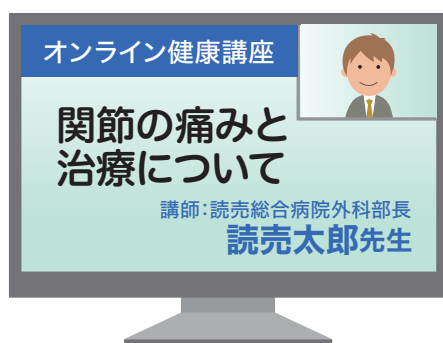 オンライン健康講座
関節の痛みと
治療について
講師:読売総合病院外科部長
読売太郎先生